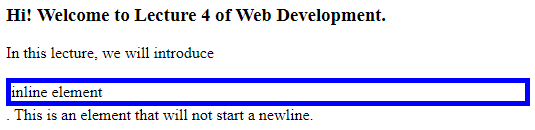 Hi! Welcome to Lecture 4 of Web Development.
In this lecture, we will introduce
inline element
. This is an element that will not start a newline.